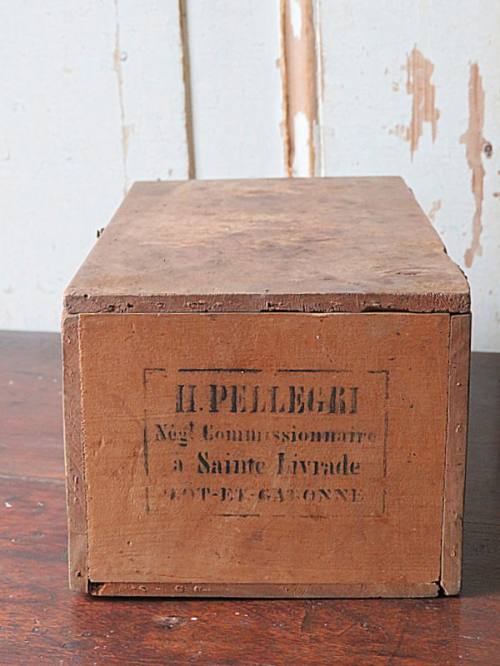 H. PELLEGRI
Négt Commissionnaire
à Sainte Livrade
LOT-ET-GARONNE